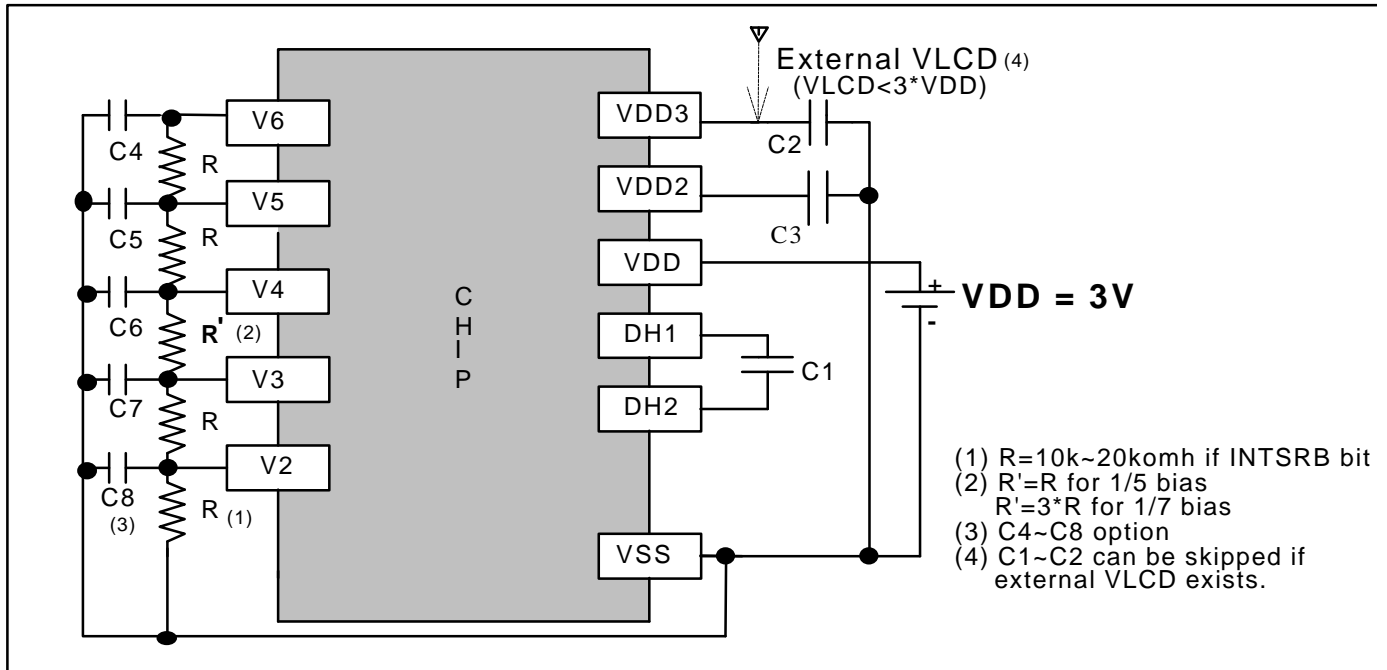 External VLCD (4)
(VLCD<3*VDD)
V6
VDD3
C4
R
C2
V5
VDD2
C5
R
C3
VDD
V4
VDD = 3V
+
-
C6
R' (2)
C
H
I
P
DH1
C1
V3
C7
R
DH2
V2
C8
(3)
R (1)
VSS
(1) R=10k~20komh if INTSRB bit
(2) R'=R for 1/5 bias
R'=3*R for 1/7 bias
(3) C4~C8 option
(4) C1~C2 can be skipped if
external VLCD exists.